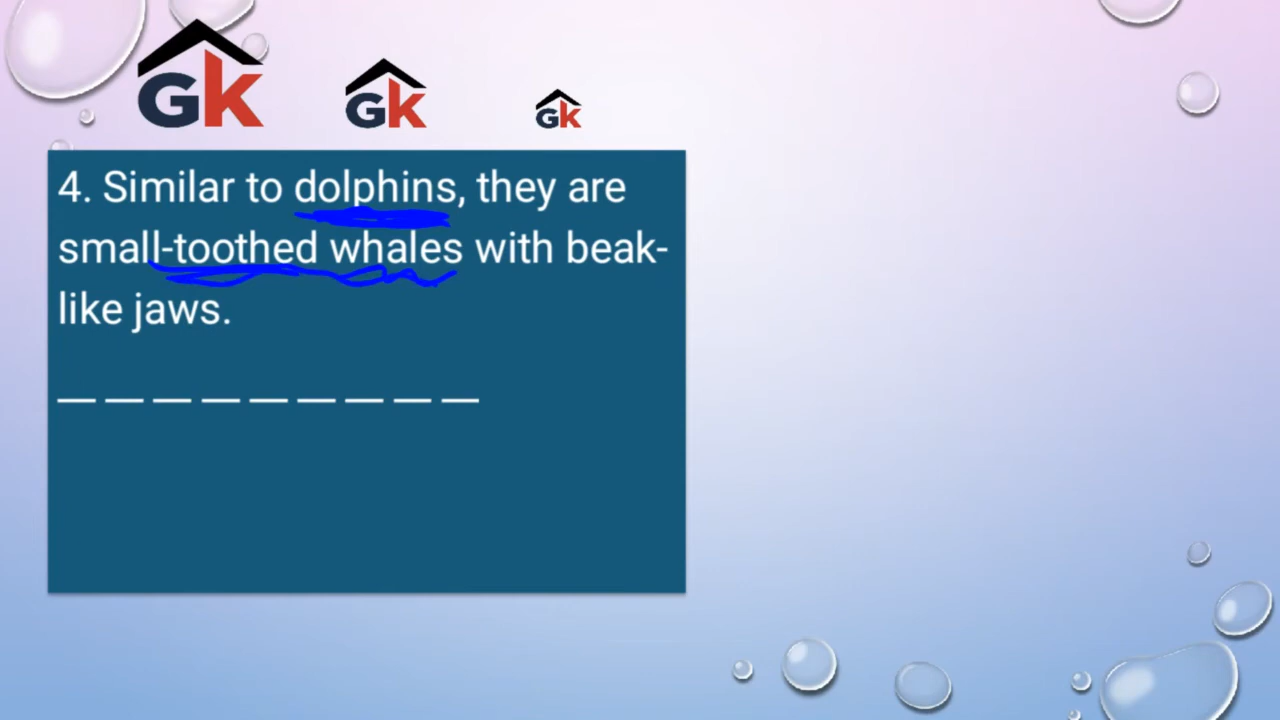 Gk Gk Gk
4. Similar to dolphins, they are
small-toothed whales with beak-
like jaws.
_ _ _ _ _ _ _ _ _